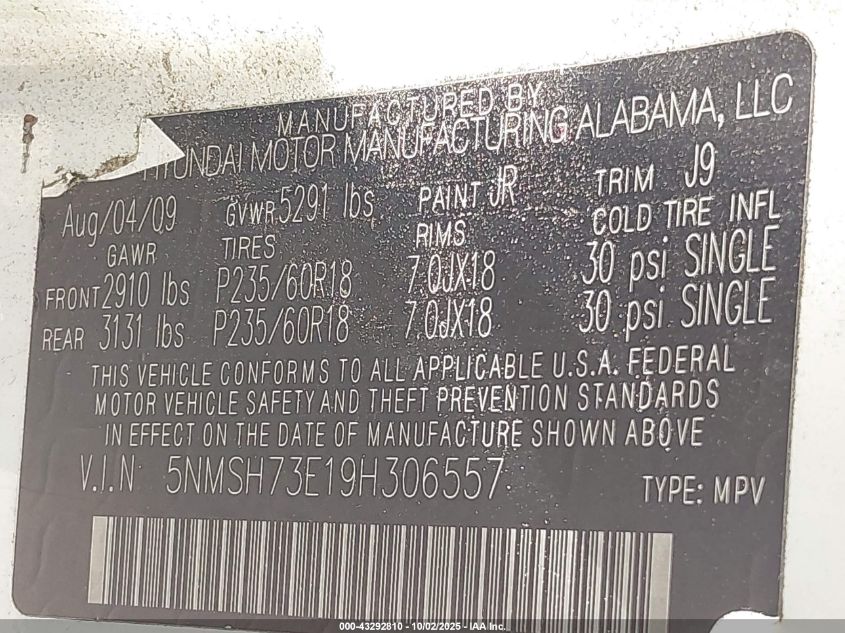 MANUFACTURED BY
HYUNDAI MOTOR MANUFACTURING ALABAMA, LLC
Aug/04/09 GVWR 5291 lbs PAINT JR TRIM J9
GAWR TIRES RIMS COLD TIRE INFL
FRONT 2910 lbs P235/60R18 7.0JX18 30 psi SINGLE
REAR 3131 lbs P235/60R18 7.0JX18 30 psi SINGLE
THIS VEHICLE CONFORMS TO ALL APPLICABLE U.S.A. FEDERAL
MOTOR VEHICLE SAFETY AND THEFT PREVENTION STANDARDS
IN EFFECT ON THE DATE OF MANUFACTURE SHOWN ABOVE
V.I.N: 5NMSH73E19H306557 TYPE: MPV
000-43292810 - 10/02/2025 - IAA Inc.